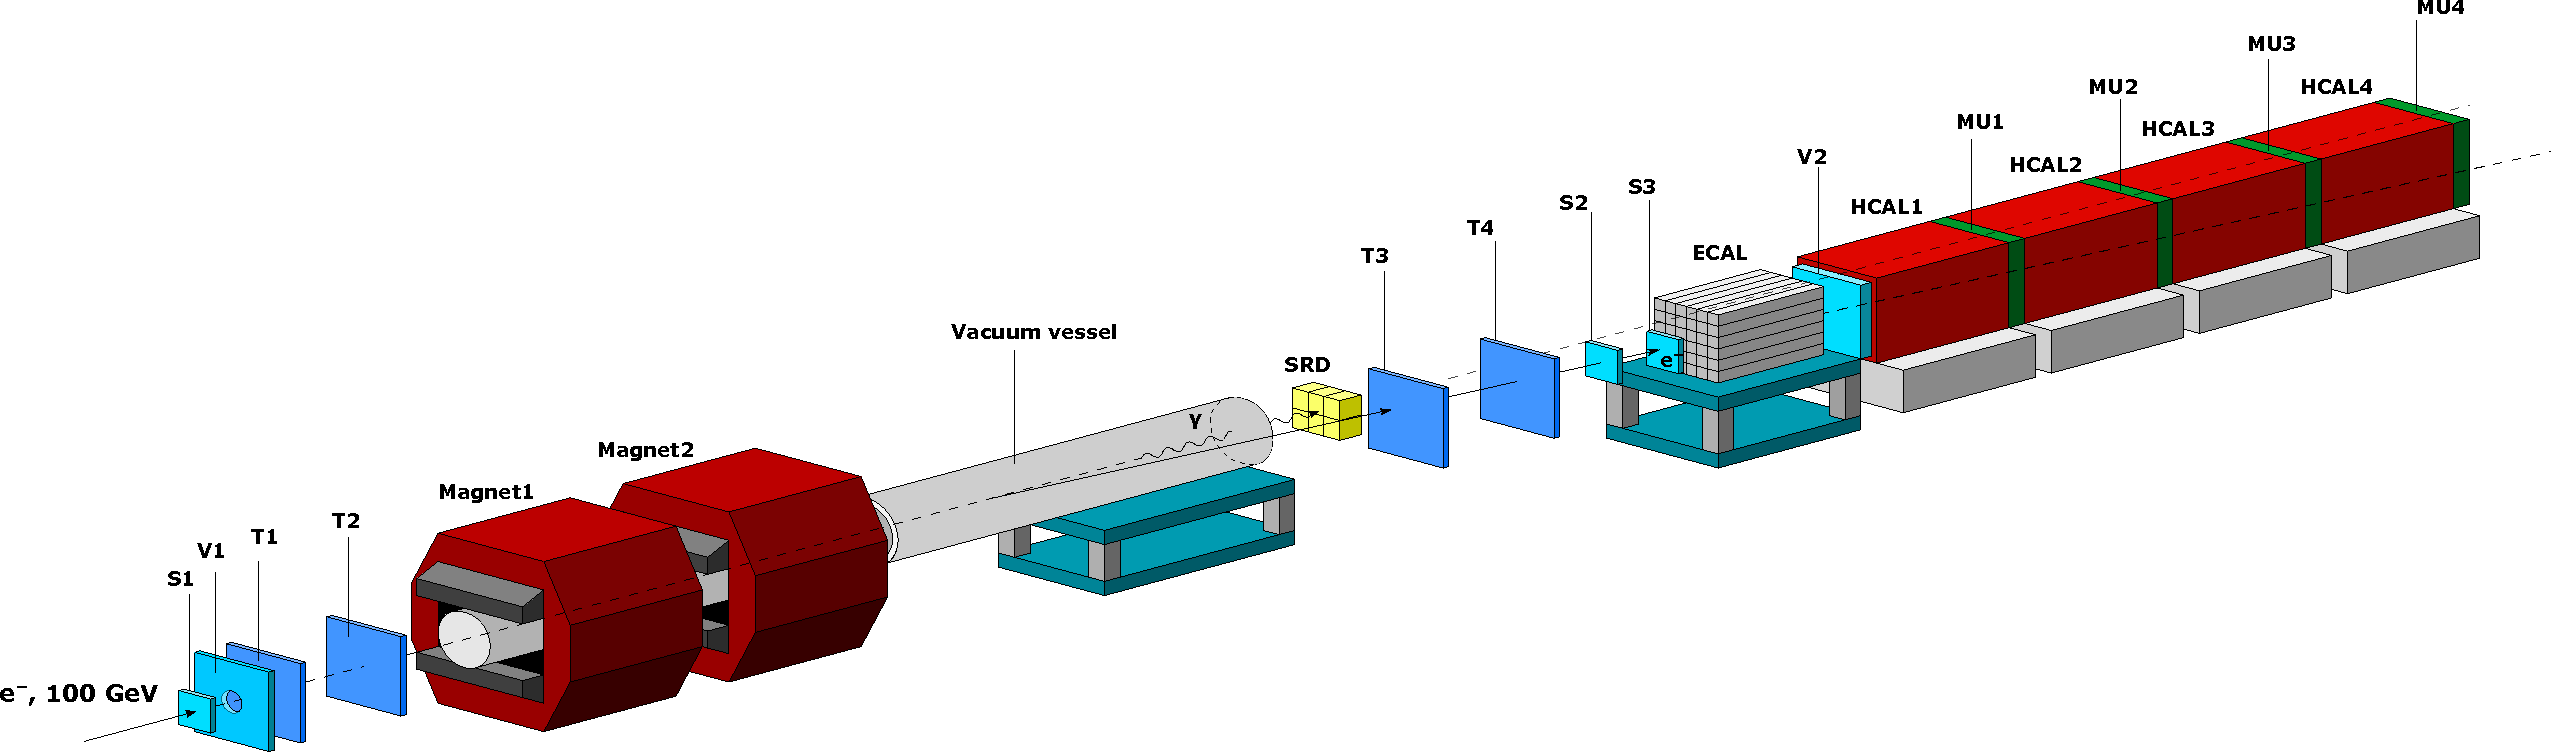 MU4
MU3
MU2
HCAL4
MU1
HCAL3
V2
HCAL2
S3
S2
HCAL1
T4
T3
ECAL
Vacuum vessel
SRD
e⁻
γ
Magnet2
Magnet1
T2
T1
V1
S1
e⁻, 100 GeV